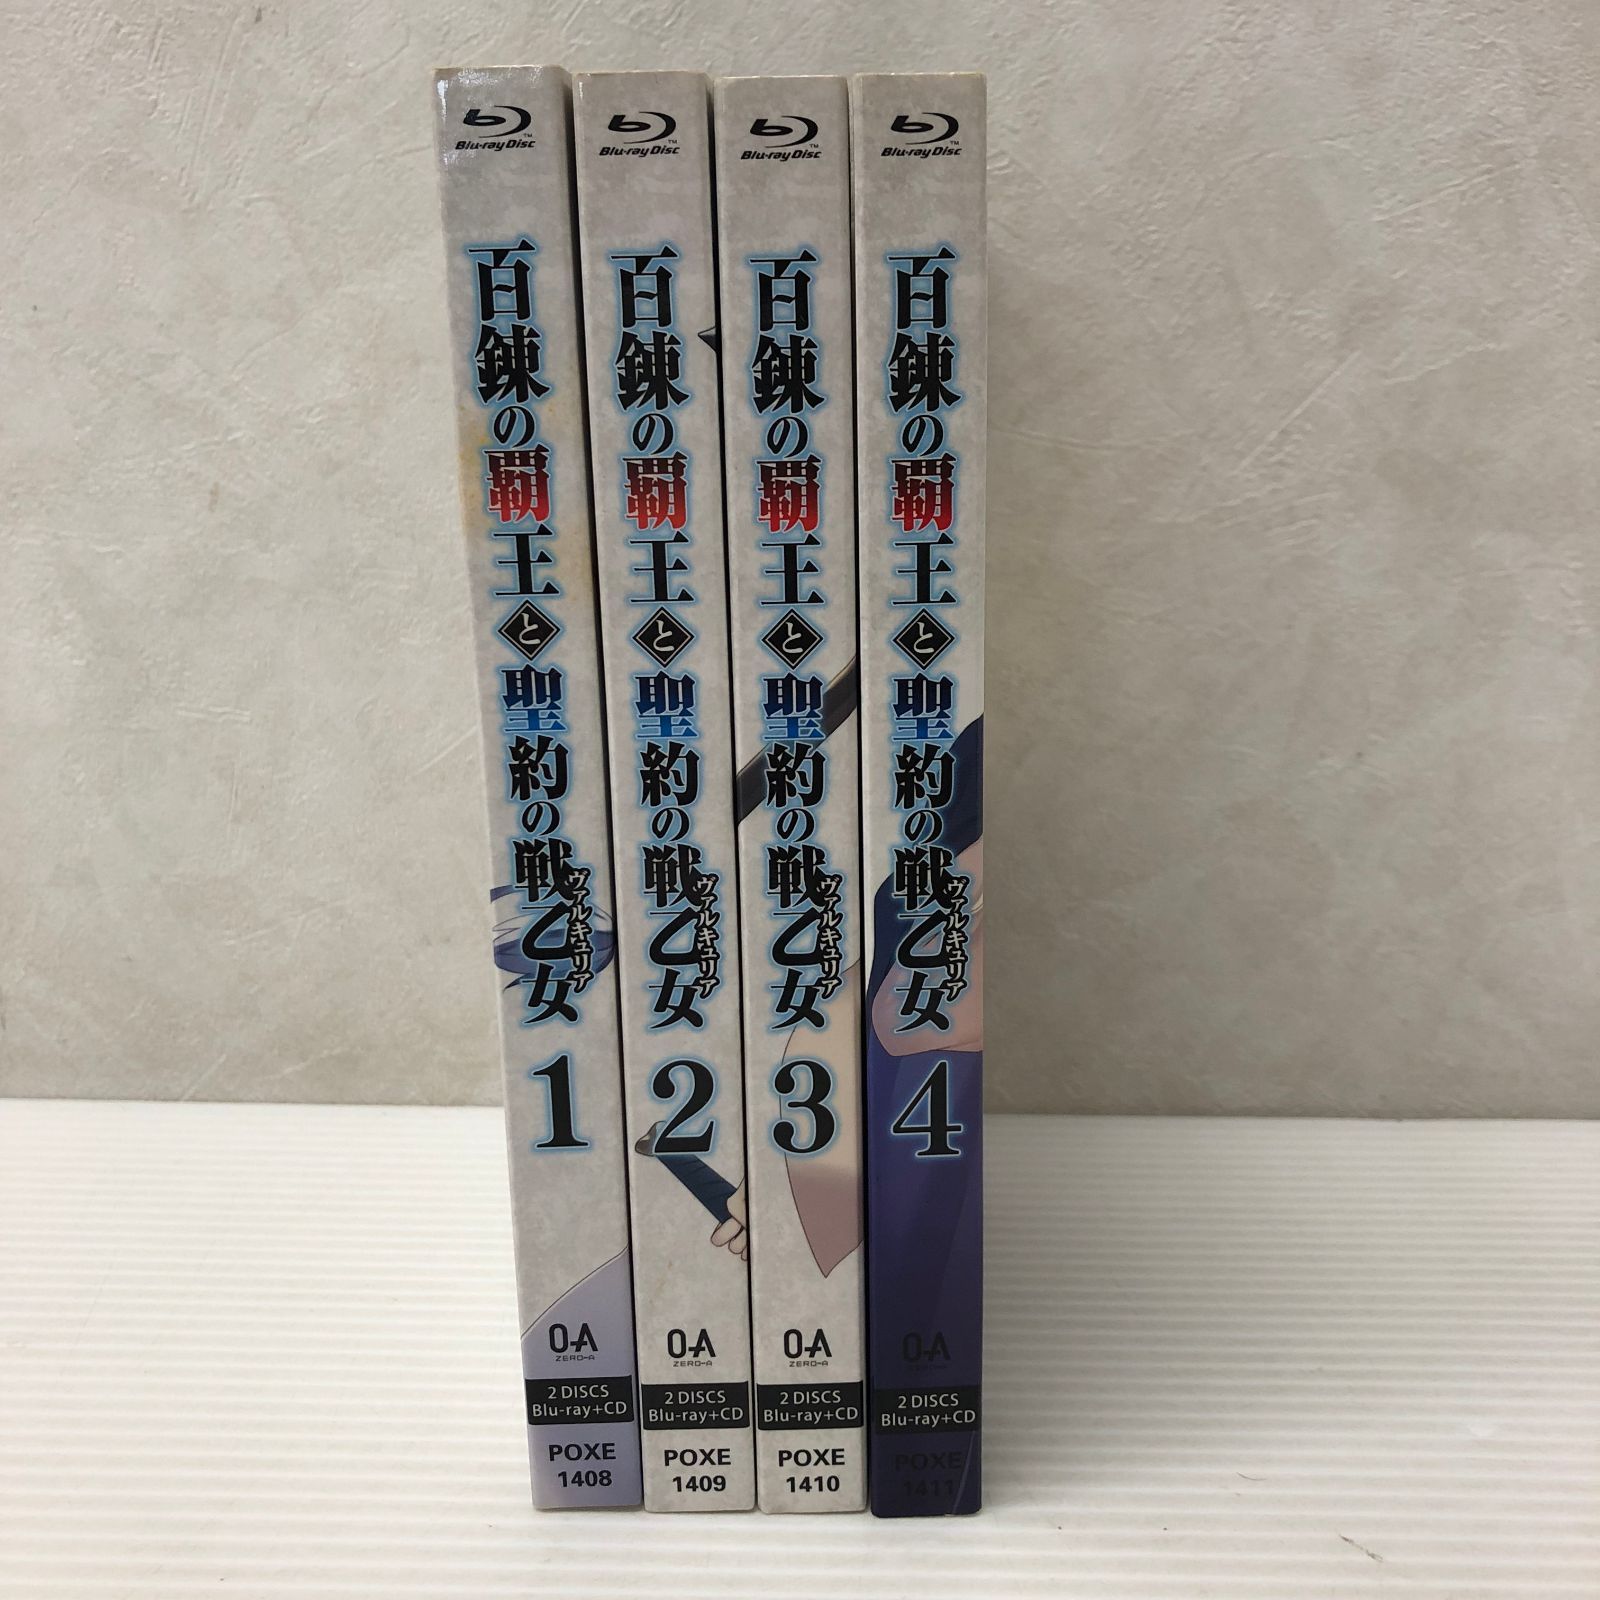 Blu-ray Disc™
百錬の覇王と聖約の戦乙女
ヴァルキュリア
1
0-A
ZERO-A
2 DISCS
Blu-ray+CD
POXE
1408
Blu-ray Disc™
百錬の覇王と聖約の戦乙女
ヴァルキュリア
2
0-A
ZERO-A
2 DISCS
Blu-ray+CD
POXE
1409
Blu-ray Disc™
百錬の覇王と聖約の戦乙女
ヴァルキュリア
3
0-A
ZERO-A
2 DISCS
Blu-ray+CD
POXE
1410
Blu-ray Disc™
百錬の覇王と聖約の戦乙女
ヴァルキュリア
4
0-A
ZERO-A
2 DISCS
Blu-ray+CD
POXE
1411